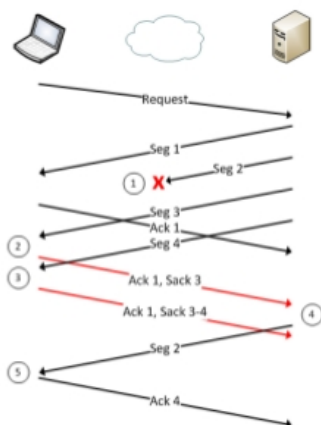 Request
Seg 1
1
X
Seg 2
Seg 3
Ack 1
2
Seg 4
3
Ack 1, Sack 3
Ack 1, Sack 3-4
4
Seg 2
5
Ack 4